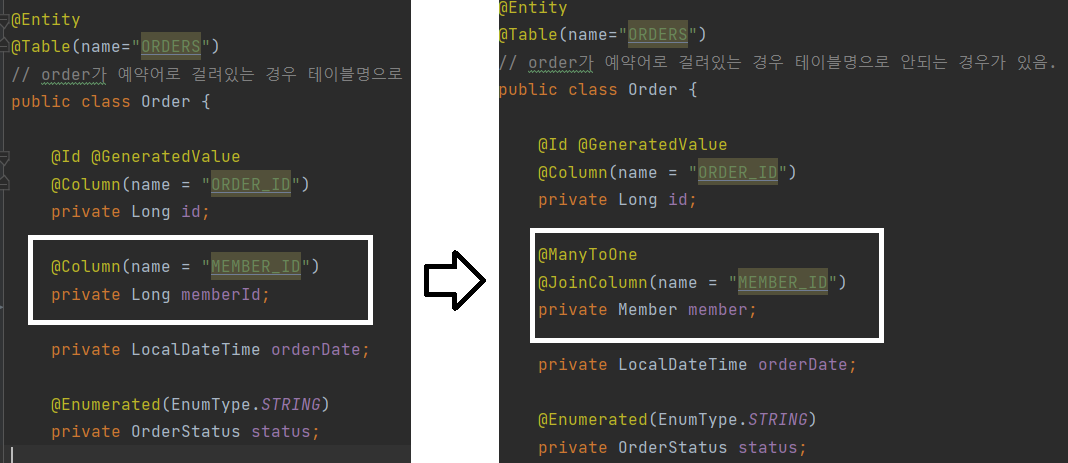 @Entity
@Table(name="ORDERS")
// order가 예약어로 걸려있는 경우 테이블명으로
public class Order {
@Id @GeneratedValue
@Column(name = "ORDER_ID")
private Long id;
@Column(name = "MEMBER_ID")
private Long memberId;
private LocalDateTime orderDate;
@Enumerated(EnumType.STRING)
private OrderStatus status;
@Entity
@Table(name="ORDERS")
// order가 예약어로 걸려있는 경우 테이블명으로 안되는 경우가 있음.
public class Order {
@Id @GeneratedValue
@Column(name = "ORDER_ID")
private Long id;
@ManyToOne
@JoinColumn(name = "MEMBER_ID")
private Member member;
private LocalDateTime orderDate;
@Enumerated(EnumType.STRING)
private OrderStatus status;